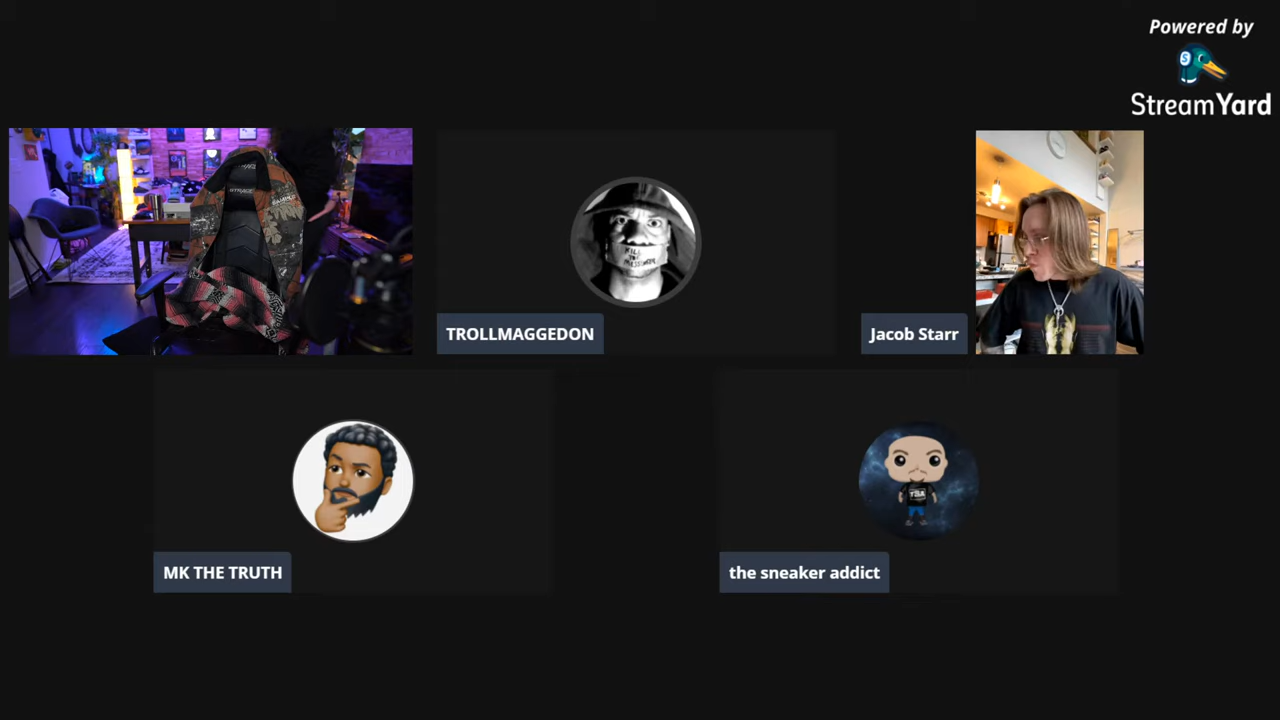 Powered by
StreamYard
TROLLMAGGEDON
Jacob Starr
MK THE TRUTH
the sneaker addict